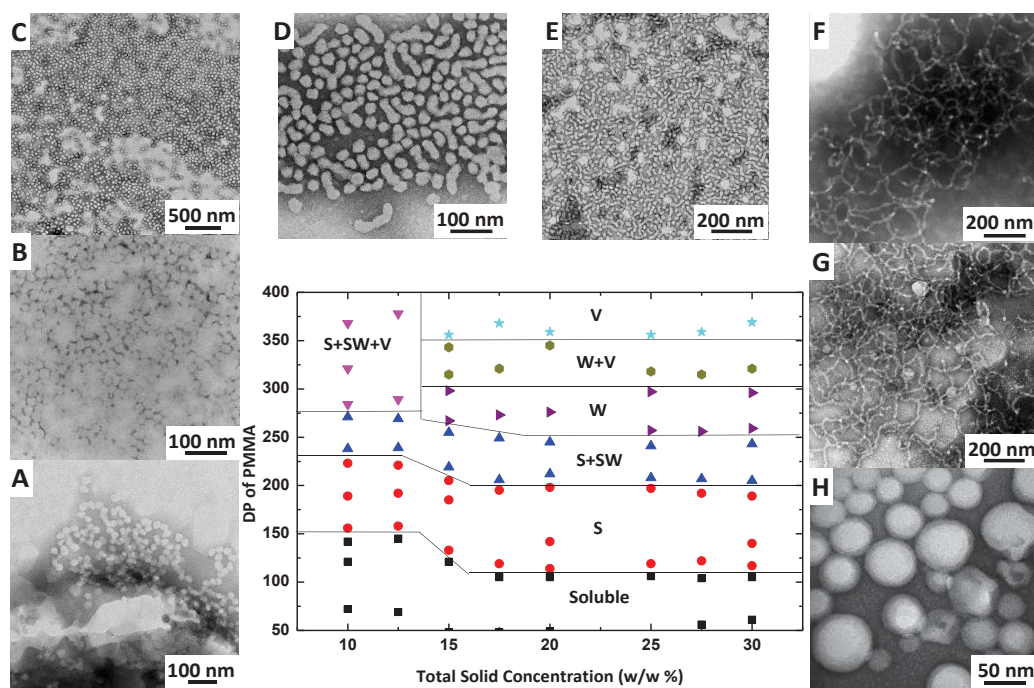 C
500 nm
D
100 nm
E
200 nm
F
200 nm
B
100 nm
G
200 nm
A
100 nm
H
50 nm
DP of PMMA
400
350
300
250
200
150
100
50
V
S+SW+V
W+V
W
S+SW
S
Soluble
10 15 20 25 30
Total Solid Concentration (w/w %)